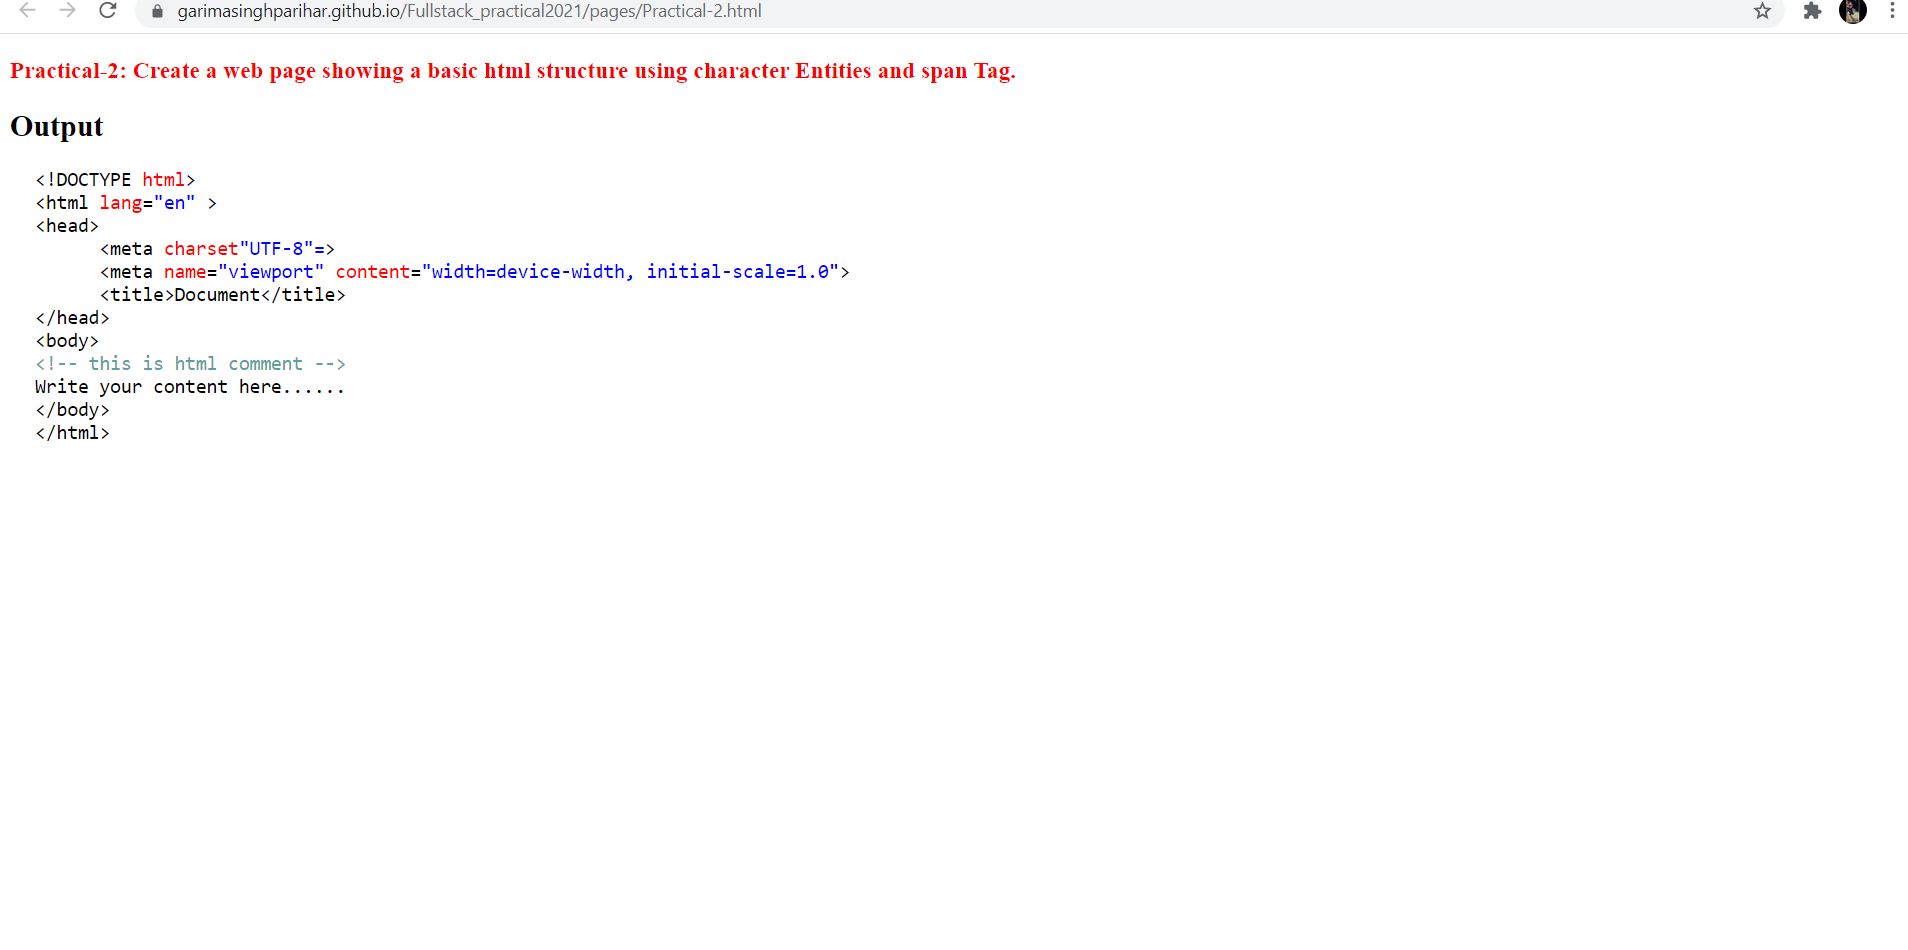 garimasinghparihar.github.io/Fullstack_practical2021/pages/Practical-2.html
Practical-2: Create a web page showing a basic html structure using character Entities and span Tag.
Output
<!DOCTYPE html>
<html lang="en" >
<head>
<meta charset"UTF-8"=>
<meta name="viewport" content="width=device-width, initial-scale=1.0">
<title>Document</title>
</head>
<body>
<!-- this is html comment -->
Write your content here......
</body>
</html>